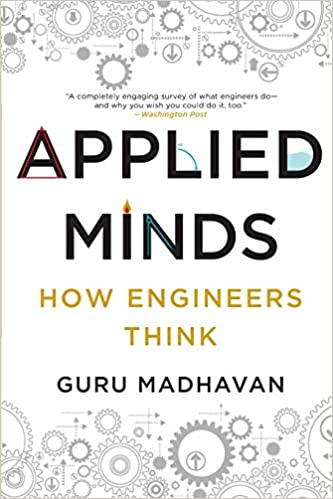 "A completely engaging survey of what engineers do—
and why you wish you could do it, too."
—Washington Post
APPLIED
MINDS
HOW ENGINEERS
THINK
GURU MADHAVAN